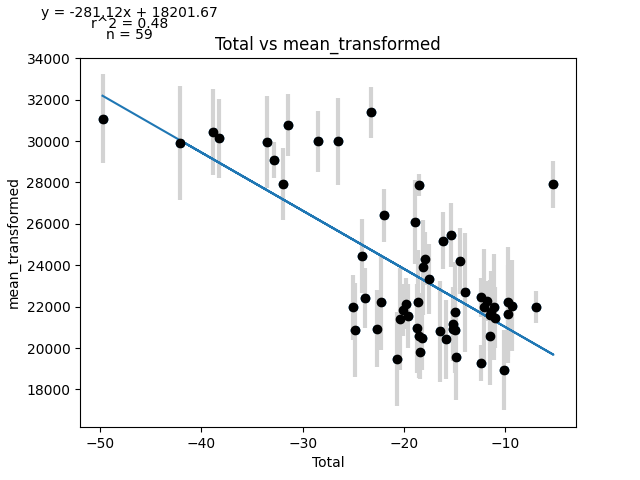 y = -281.12x + 18201.67
r^2 = 0.48
n = 59
Total vs mean_transformed
34000
32000
30000
28000
26000
24000
22000
20000
18000
mean_transformed
−50 −40 −30 −20 −10
Total